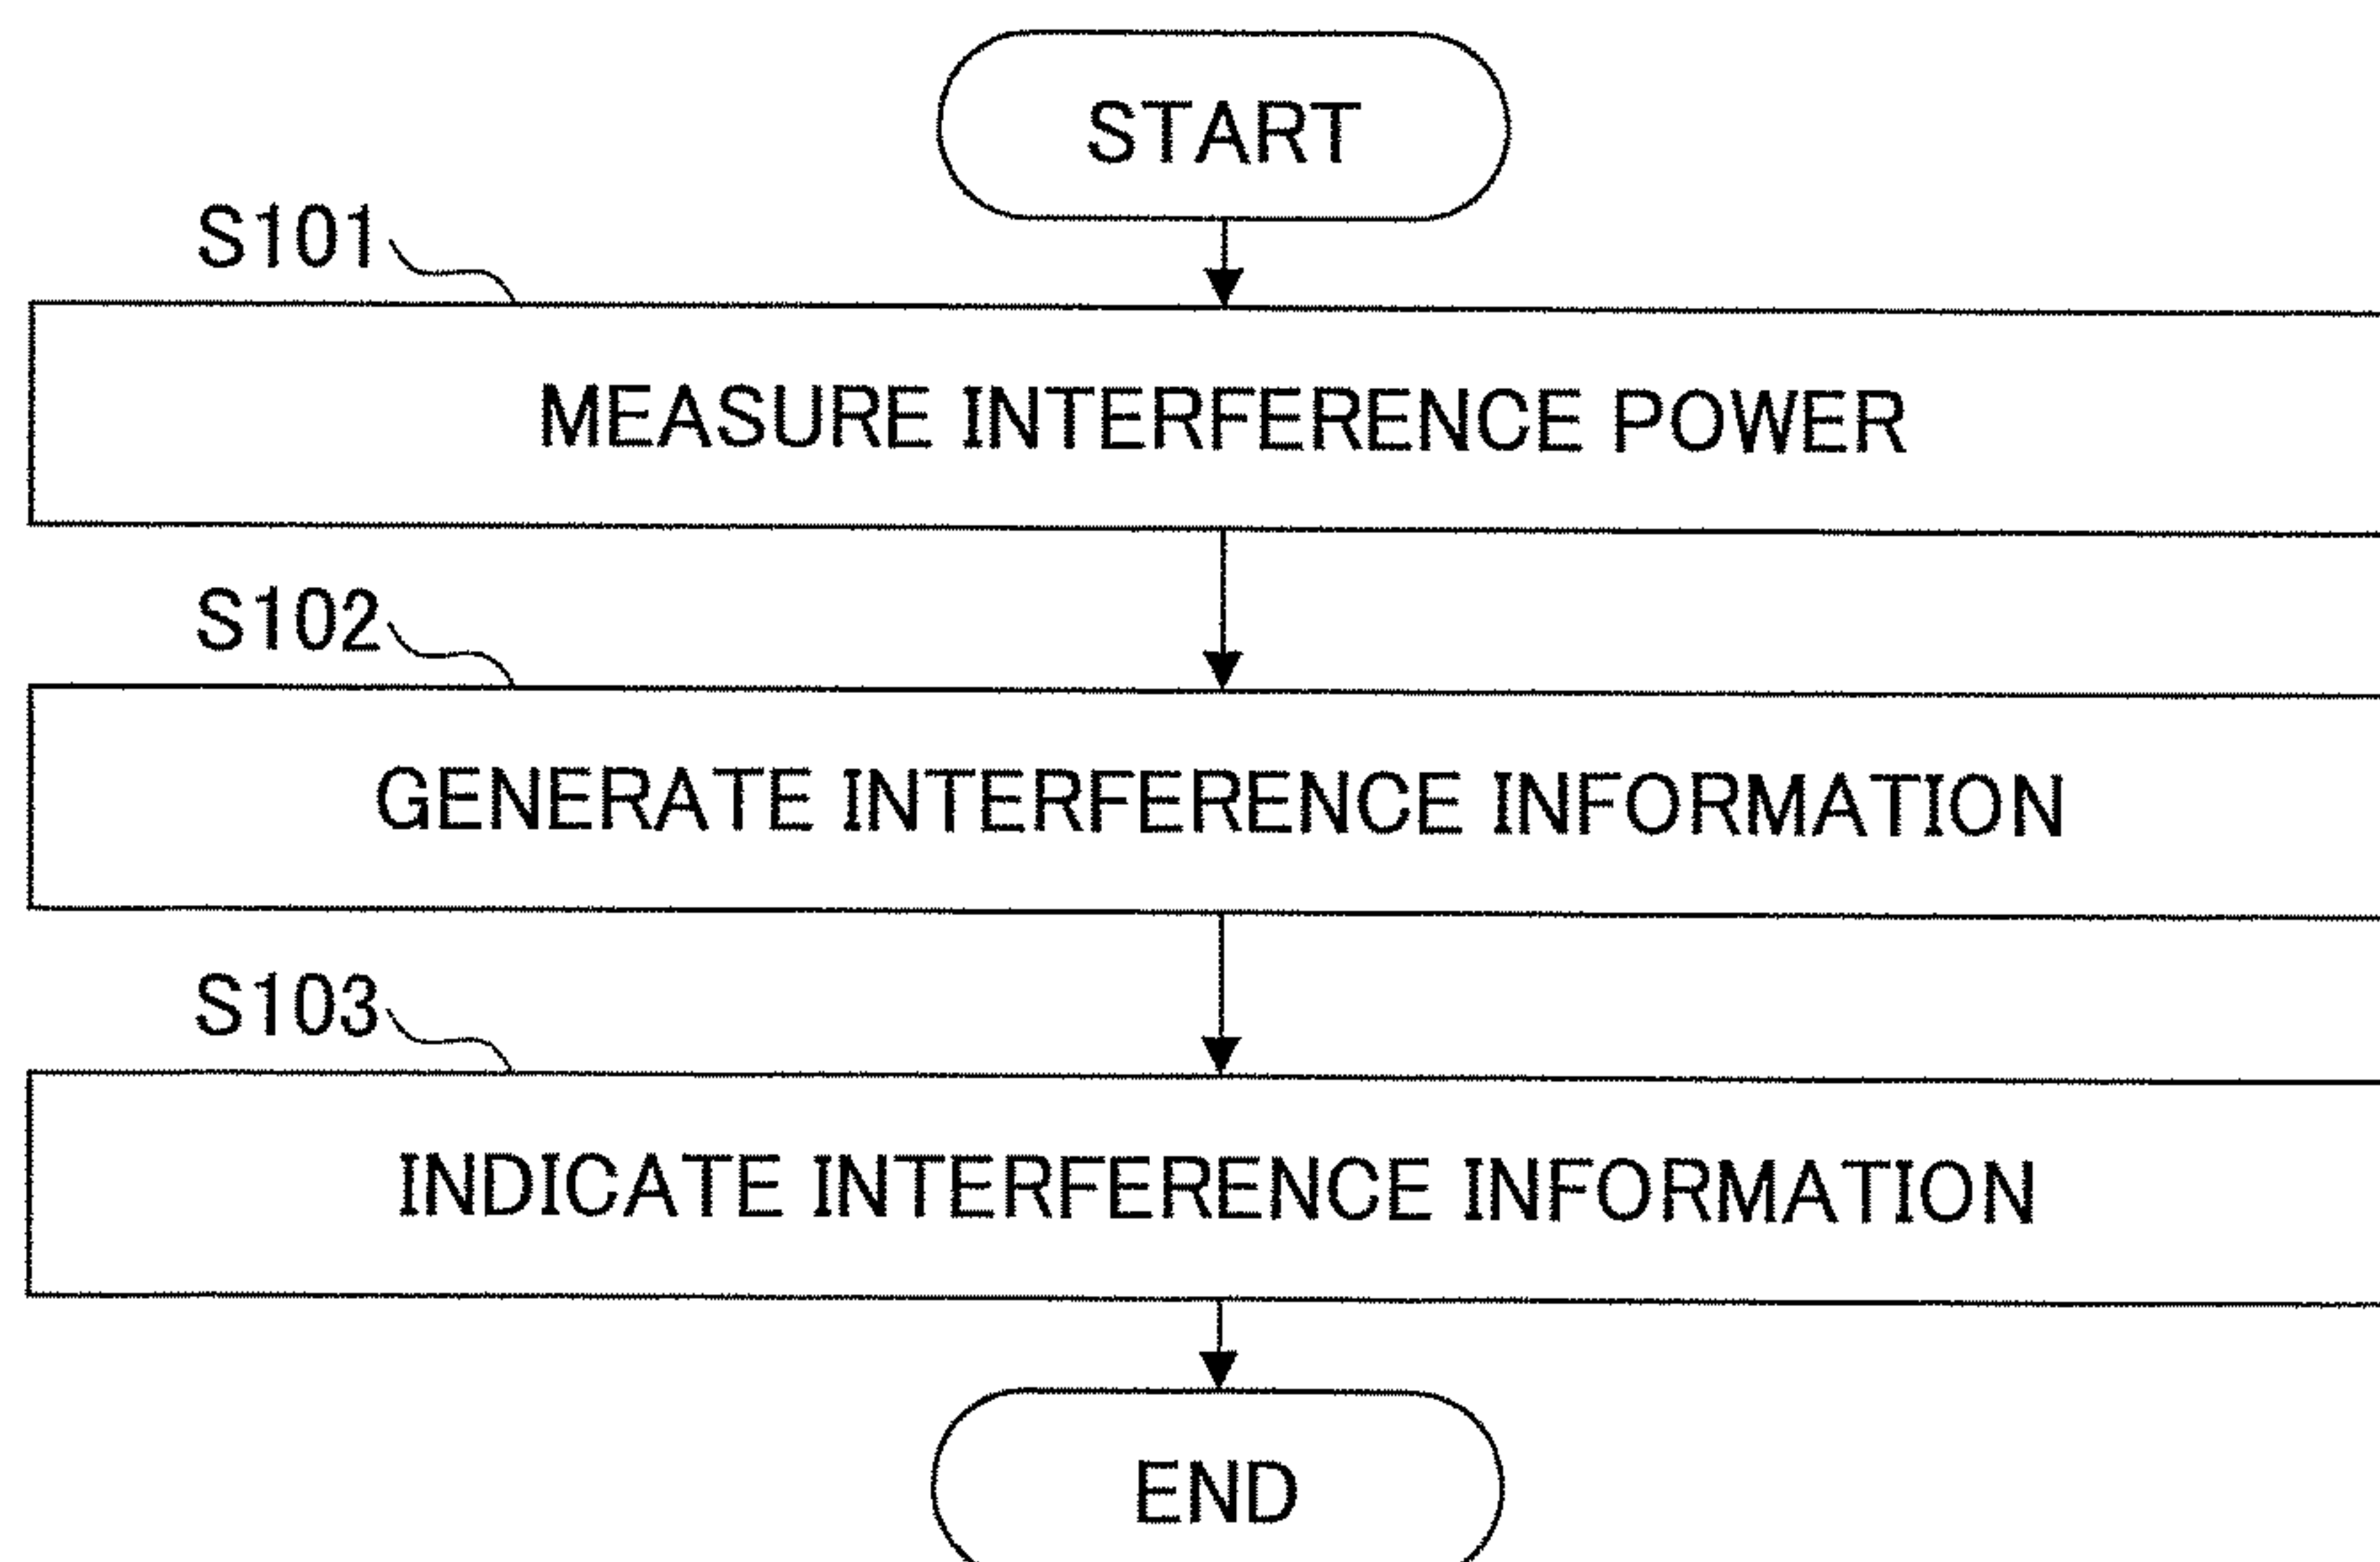 START
S101
MEASURE INTERFERENCE POWER
S102
GENERATE INTERFERENCE INFORMATION
S103
INDICATE INTERFERENCE INFORMATION
END